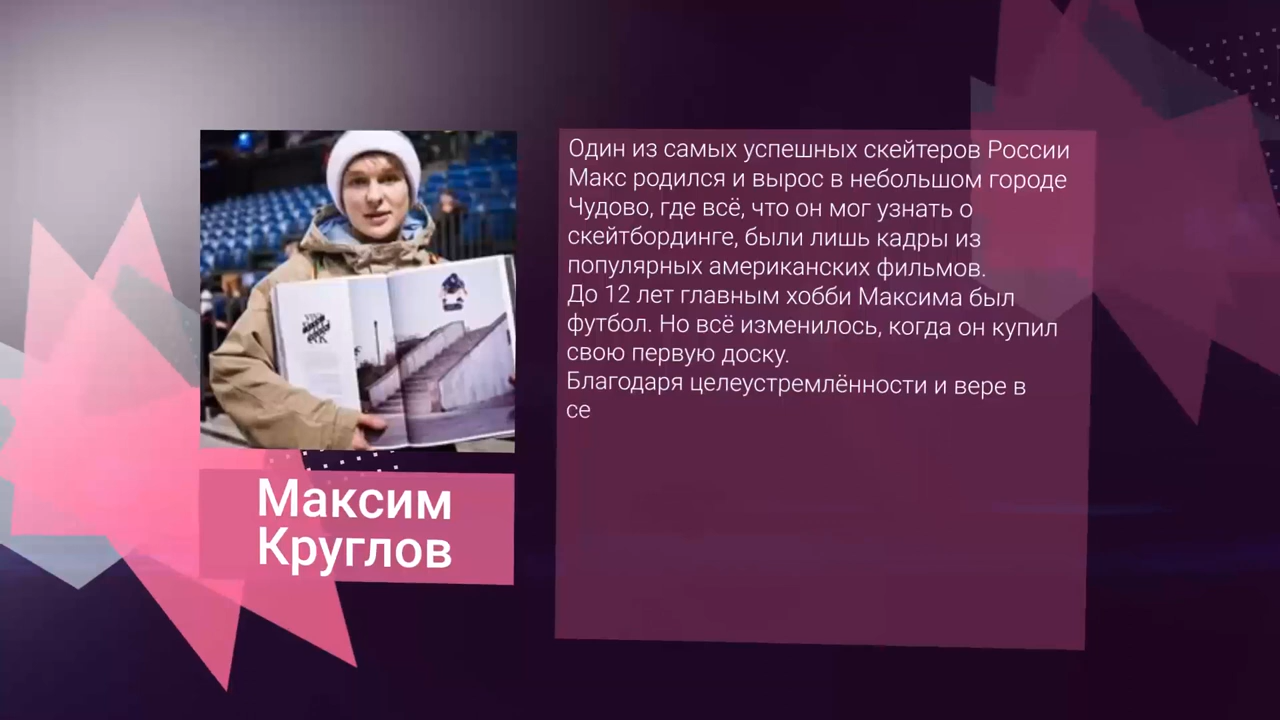 Один из самых успешных скейтеров России
Макс родился и вырос в небольшом городе
Чудово, где всё, что он мог узнать о
скейтбординге, были лишь кадры из
популярных американских фильмов.
До 12 лет главным хобби Максима был
футбол. Но всё изменилось, когда он купил
свою первую доску.
Благодаря целеустремлённости и вере в
се
Максим
Круглов